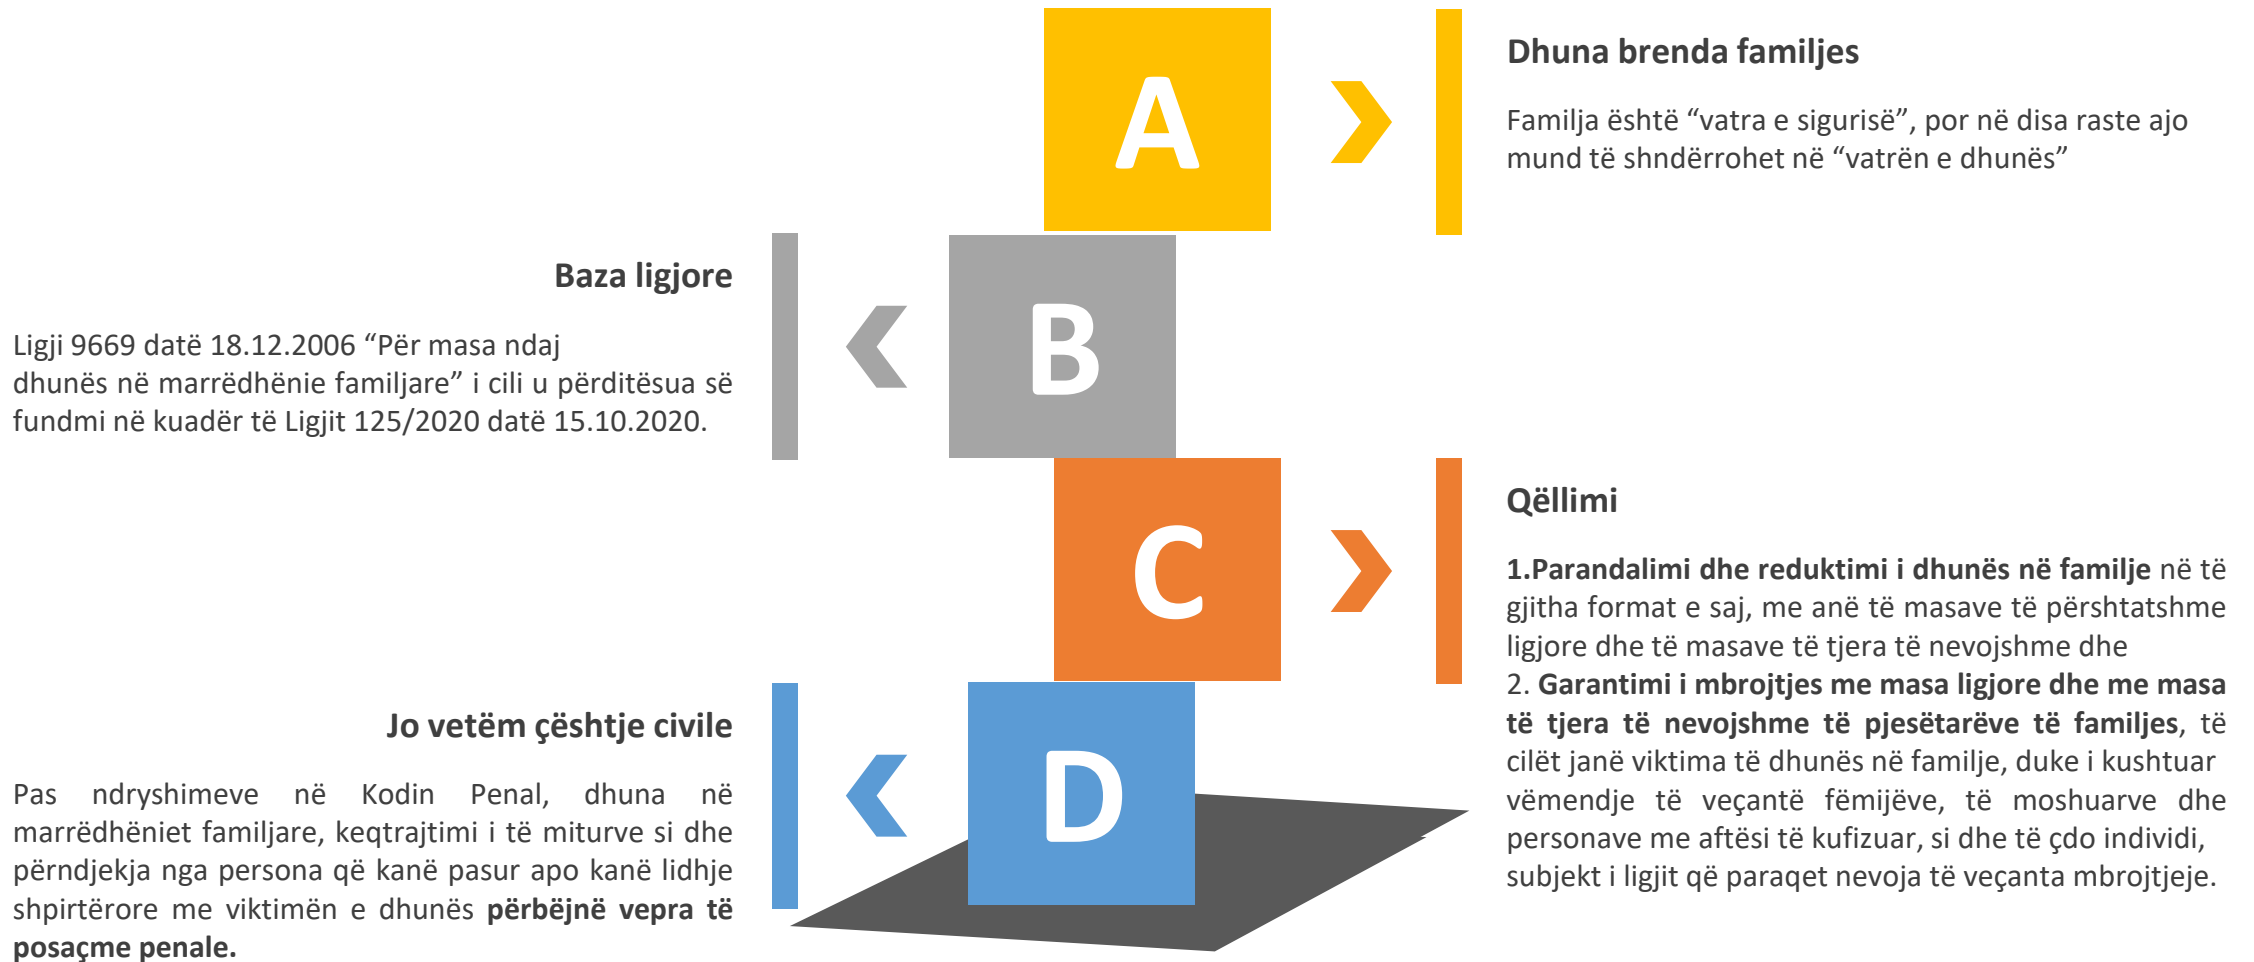 A
Dhuna brenda familjes
Familja është “vatra e sigurisë”, por në disa raste ajo
mund të shndërrohet në “vatrën e dhunës”
B
Baza ligjore
Ligji 9669 datë 18.12.2006 “Për masa ndaj
dhunës në marrëdhënie familjare” i cili u përditësua së
fundmi në kuadër të Ligjit 125/2020 datë 15.10.2020.
C
Qëllimi
1.Parandalimi dhe reduktimi i dhunës në familje në të
gjitha format e saj, me anë të masave të përshtatshme
ligjore dhe të masave të tjera të nevojshme dhe
2. Garantimi i mbrojtjes me masa ligjore dhe me masa
të tjera të nevojshme të pjesëtarëve të familjes, të
cilët janë viktima të dhunës në familje, duke i kushtuar
vëmendje të veçantë fëmijëve, të moshuarve dhe
personave me aftësi të kufizuar, si dhe të çdo individi,
subjekt i ligjit që paraqet nevoja të veçanta mbrojtjeje.
D
Jo vetëm çështje civile
Pas ndryshimeve në Kodin Penal, dhuna në
marrëdhëniet familjare, keqtrajtimi i të miturve si dhe
përndjekja nga persona që kanë pasur apo kanë lidhje
shpirtërore me viktimën e dhunës përbëjnë vepra të
posaçme penale.